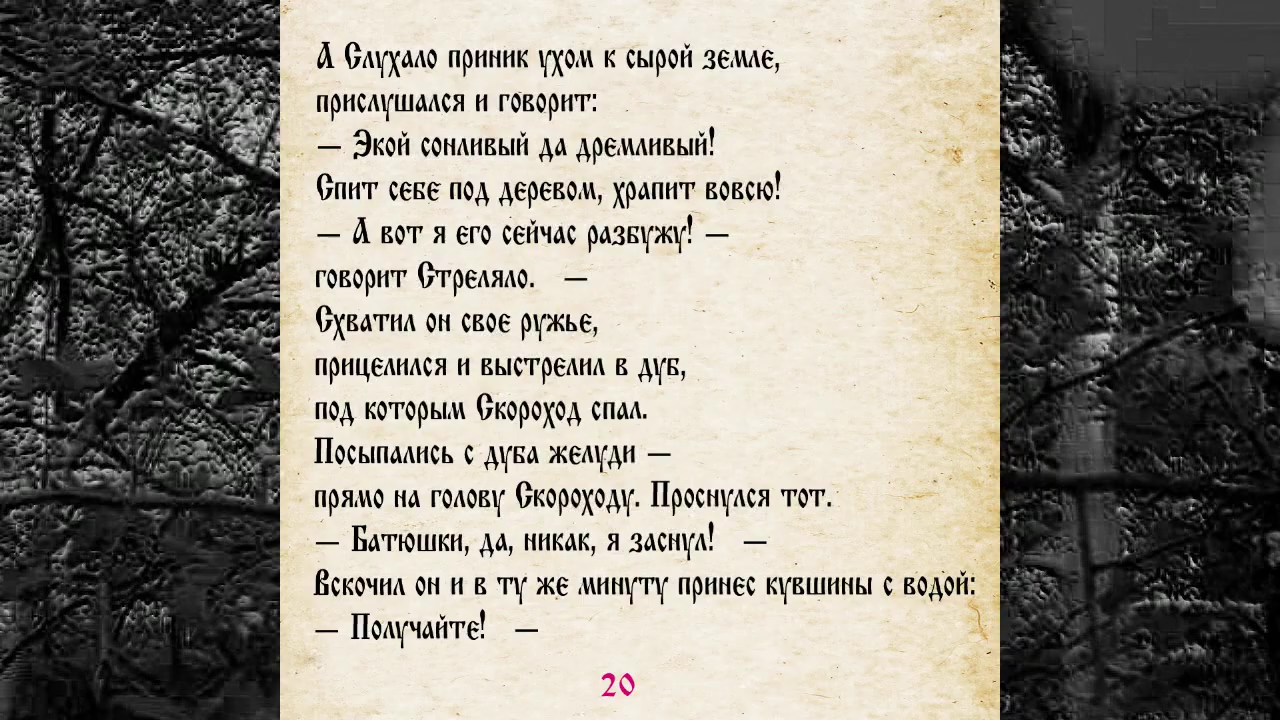 А Слухало приник ухом к сырой земле,
прислушался и говорит:
— Экой сонливый да дремливый!
Спит себе под деревом, храпит вовсю!
— А вот я его сейчас разбужу! —
говорит Стреляло. —
Схватил он свое ружье,
прицелился и выстрелил в дуб,
под которым Скороход спал.
Посыпались с дуба желуди —
прямо на голову Скороходу. Проснулся тот.
— Батюшки, да, никак, я заснул! —
Вскочил он и в ту же минуту принес кувшины с водой:
— Получайте! —
20